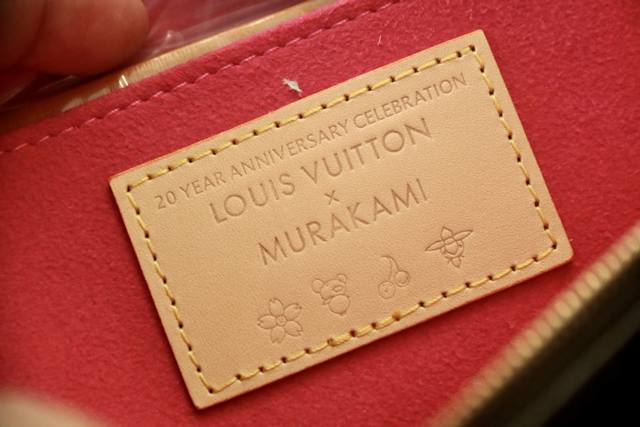 20 YEAR ANNIVERSARY CELEBRATION
LOUIS VUITTON
x
MURAKAMI